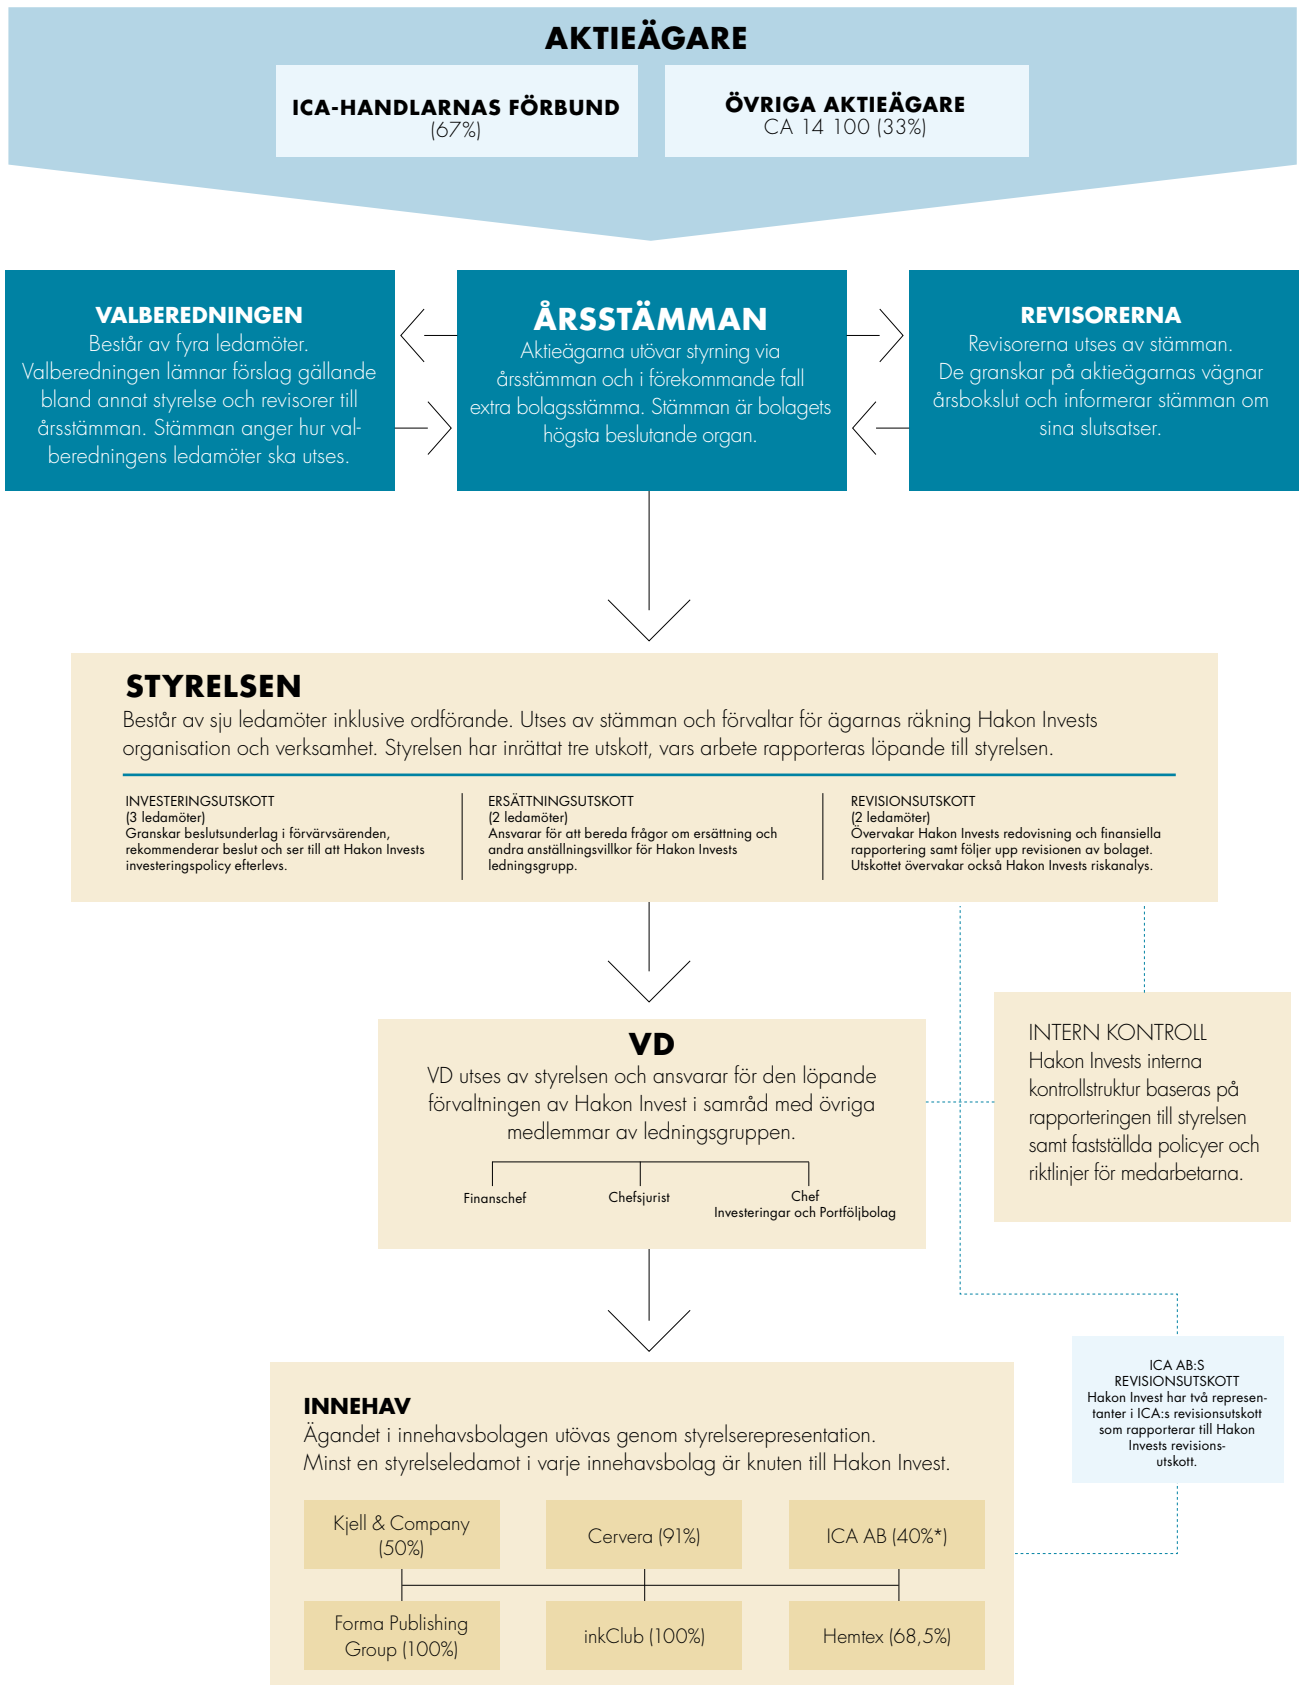 AKTIEÄGARE
ICA-HANDLARNAS FÖRBUND
(67%)
ÖVRIGA AKTIEÄGARE
CA 14 100 (33%)
VALBEREDNINGEN
Består av fyra ledamöter.
Valberedningen lämnar förslag gällande
bland annat styrelse och revisorer till
årsstämman. Stämman anger hur val-
beredningens ledamöter ska utses.
ÅRSSTÄMMAN
Aktieägarna utövar styrning via
årsstämman och i förekommande fall
extra bolagsstämma. Stämman är bolagets
högsta beslutande organ.
REVISORERNA
Revisorerna utses av stämman.
De granskar på aktieägarnas vägnar
årsbokslut och informerar stämman om
sina slutsatser.
STYRELSEN
Består av sju ledamöter inklusive ordförande. Utses av stämman och förvaltar för ägarnas räkning Hakon Invests
organisation och verksamhet. Styrelsen har inrättat tre utskott, vars arbete rapporteras löpande till styrelsen.
INVESTERINGSUTSKOTT
(3 ledamöter)
Granskar beslutsunderlag i förvärvsärenden,
rekommenderar beslut och ser till att Hakon Invests
investeringspolicy efterlevs.
ERSÄTTNINGSUTSKOTT
(2 ledamöter)
Ansvarar för att bereda frågor om ersättning och
andra anställningsvillkor för Hakon Invests
ledningsgrupp.
REVISIONSUTSKOTT
(2 ledamöter)
Övervakar Hakon Invests redovisning och finansiella
rapportering samt följer upp revisionen av bolaget.
Utskottet övervakar också Hakon Invests riskanalys.
VD
VD utses av styrelsen och ansvarar för den löpande
förvaltningen av Hakon Invest i samråd med övriga
medlemmar av ledningsgruppen.
Finanschef
Chefsjurist
Chef
Investeringar och Portföljbolag
INTERN KONTROLL
Hakon Invests interna
kontrollstruktur baseras på
rapporteringen till styrelsen
samt fastställda policyer och
riktlinjer för medarbetarna.
ICA AB:S
REVISIONSUTSKOTT
Hakon Invest har två represen-
tanter i ICA:s revisionsutskott
som rapporterar till Hakon
Invests revisions-
utskott.
INNEHAV
Ägandet i innehavsbolagen utövas genom styrelserepresentation.
Minst en styrelseledamot i varje innehavsbolag är knuten till Hakon Invest.
Kjell & Company
(50%)
Cervera (91%)
ICA AB (40%*)
Forma Publishing
Group (100%)
inkClub (100%)
Hemtex (68,5%)